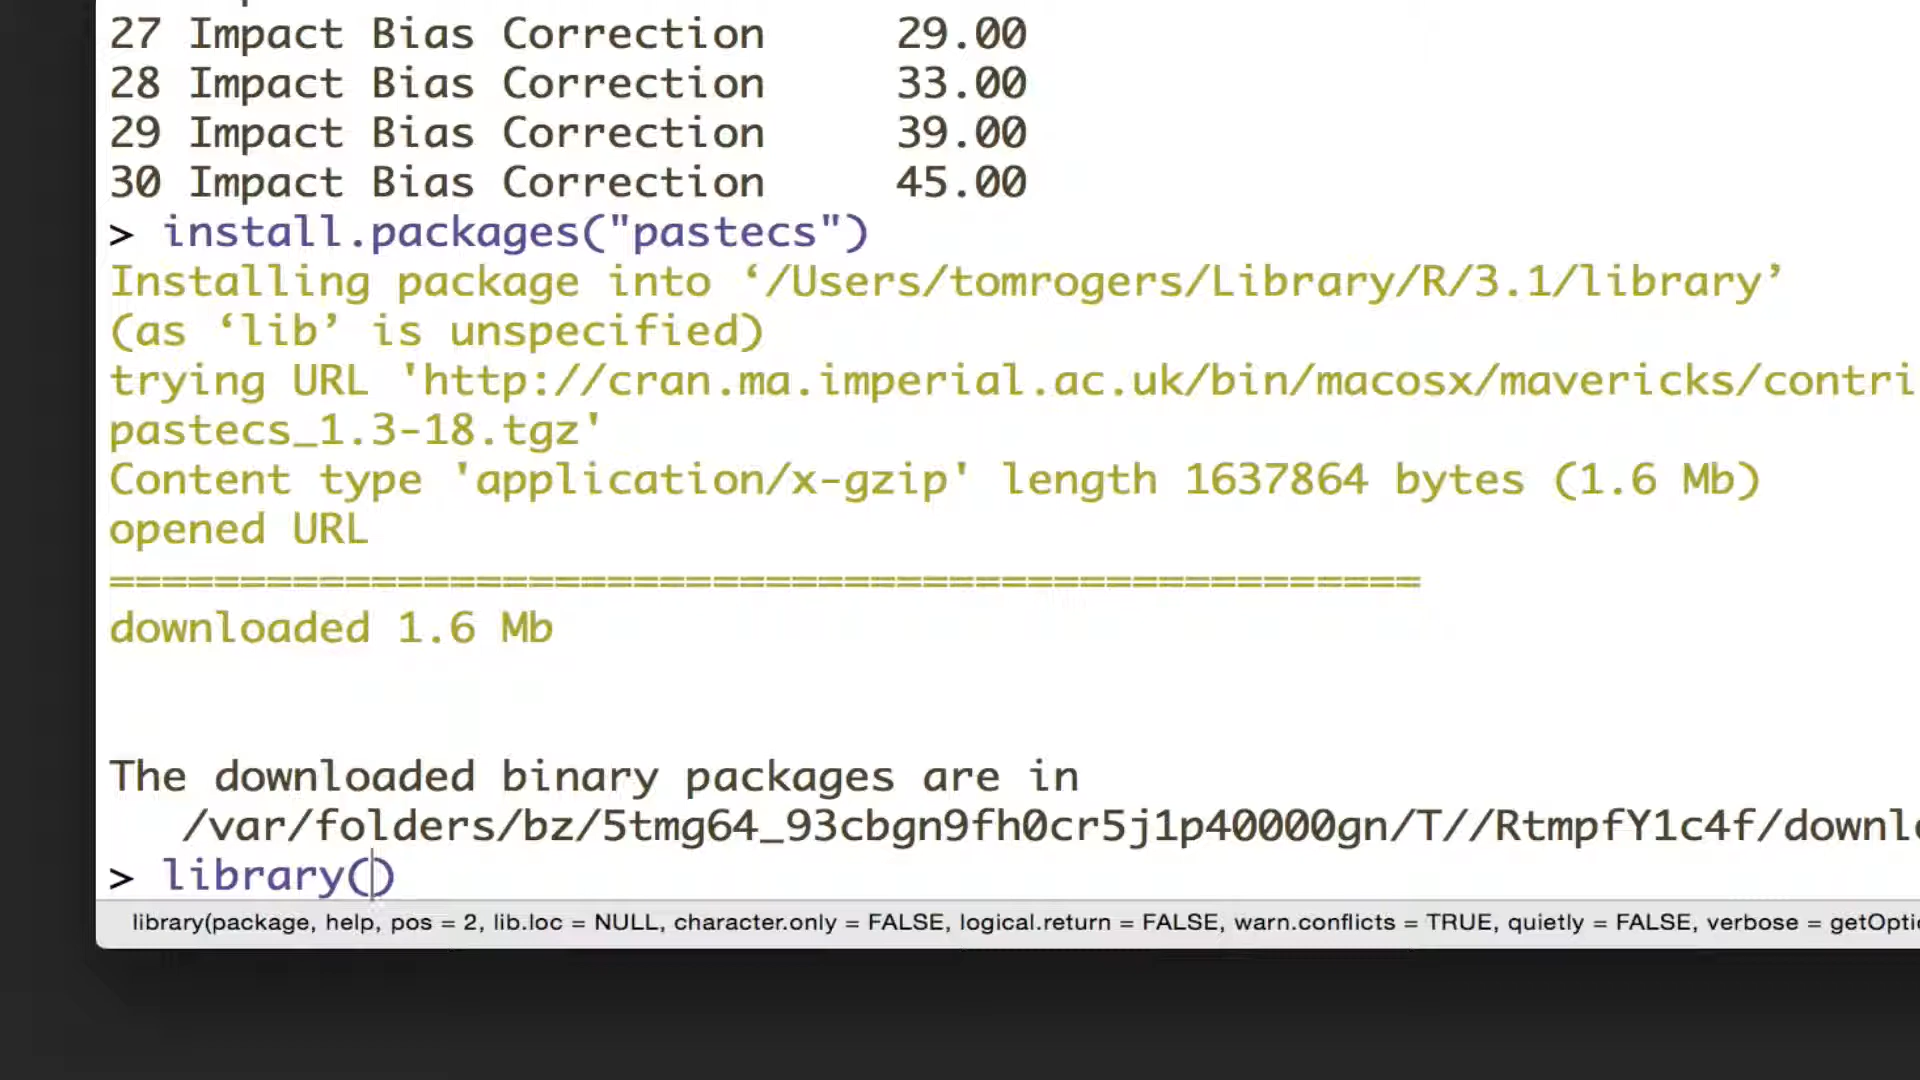 27 Impact Bias Correction 29.00
28 Impact Bias Correction 33.00
29 Impact Bias Correction 39.00
30 Impact Bias Correction 45.00
> install.packages("pastecs")
Installing package into ‘/Users/tomrogers/Library/R/3.1/library’
(as ‘lib’ is unspecified)
trying URL 'http://cran.ma.imperial.ac.uk/bin/macosx/mavericks/contri
pastecs_1.3-18.tgz'
Content type 'application/x-gzip' length 1637864 bytes (1.6 Mb)
opened URL
==================================================
downloaded 1.6 Mb
The downloaded binary packages are in
/var/folders/bz/5tmg64_93cbgn9fh0cr5j1p40000gn/T//RtmpfY1c4f/downl
> library()
library(package, help, pos = 2, lib.loc = NULL, character.only = FALSE, logical.return = FALSE, warn.conflicts = TRUE, quietly = FALSE, verbose = getOpti